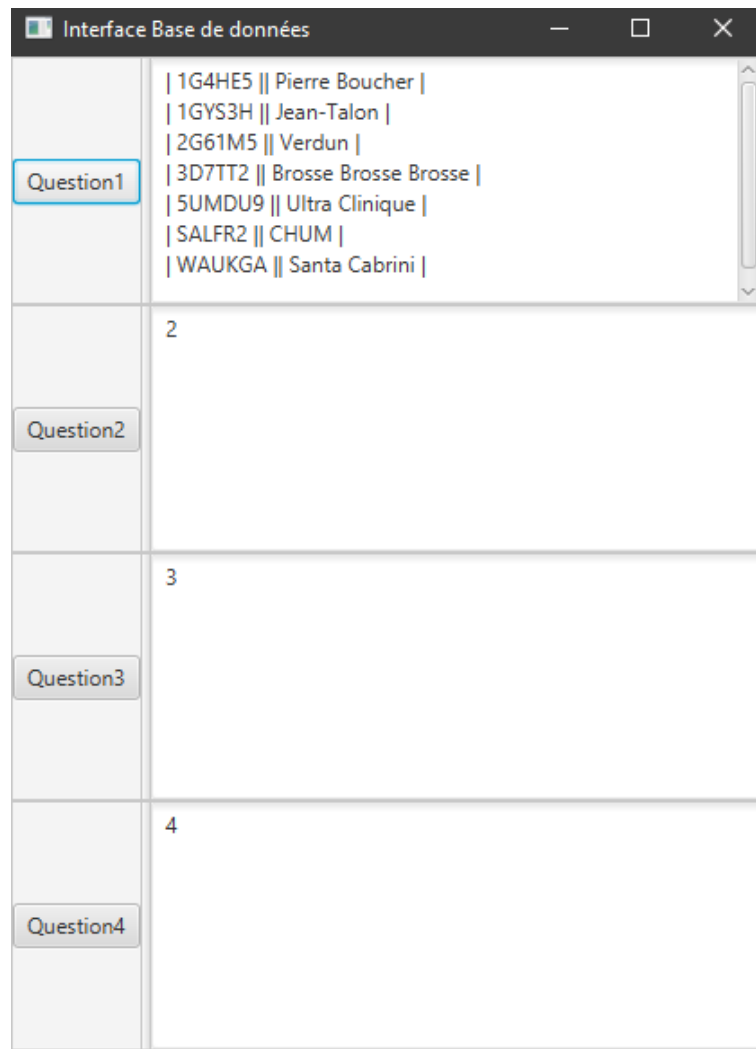 Interface Base de données
Question1
| 1G4HE5 || Pierre Boucher |
| 1GYS3H || Jean-Talon |
| 2G61M5 || Verdun |
| 3D7TT2 || Brosse Brosse Brosse |
| 5UMDU9 || Ultra Clinique |
| SALFR2 || CHUM |
| WAUKGA || Santa Cabrini |
Question2
2
Question3
3
Question4
4